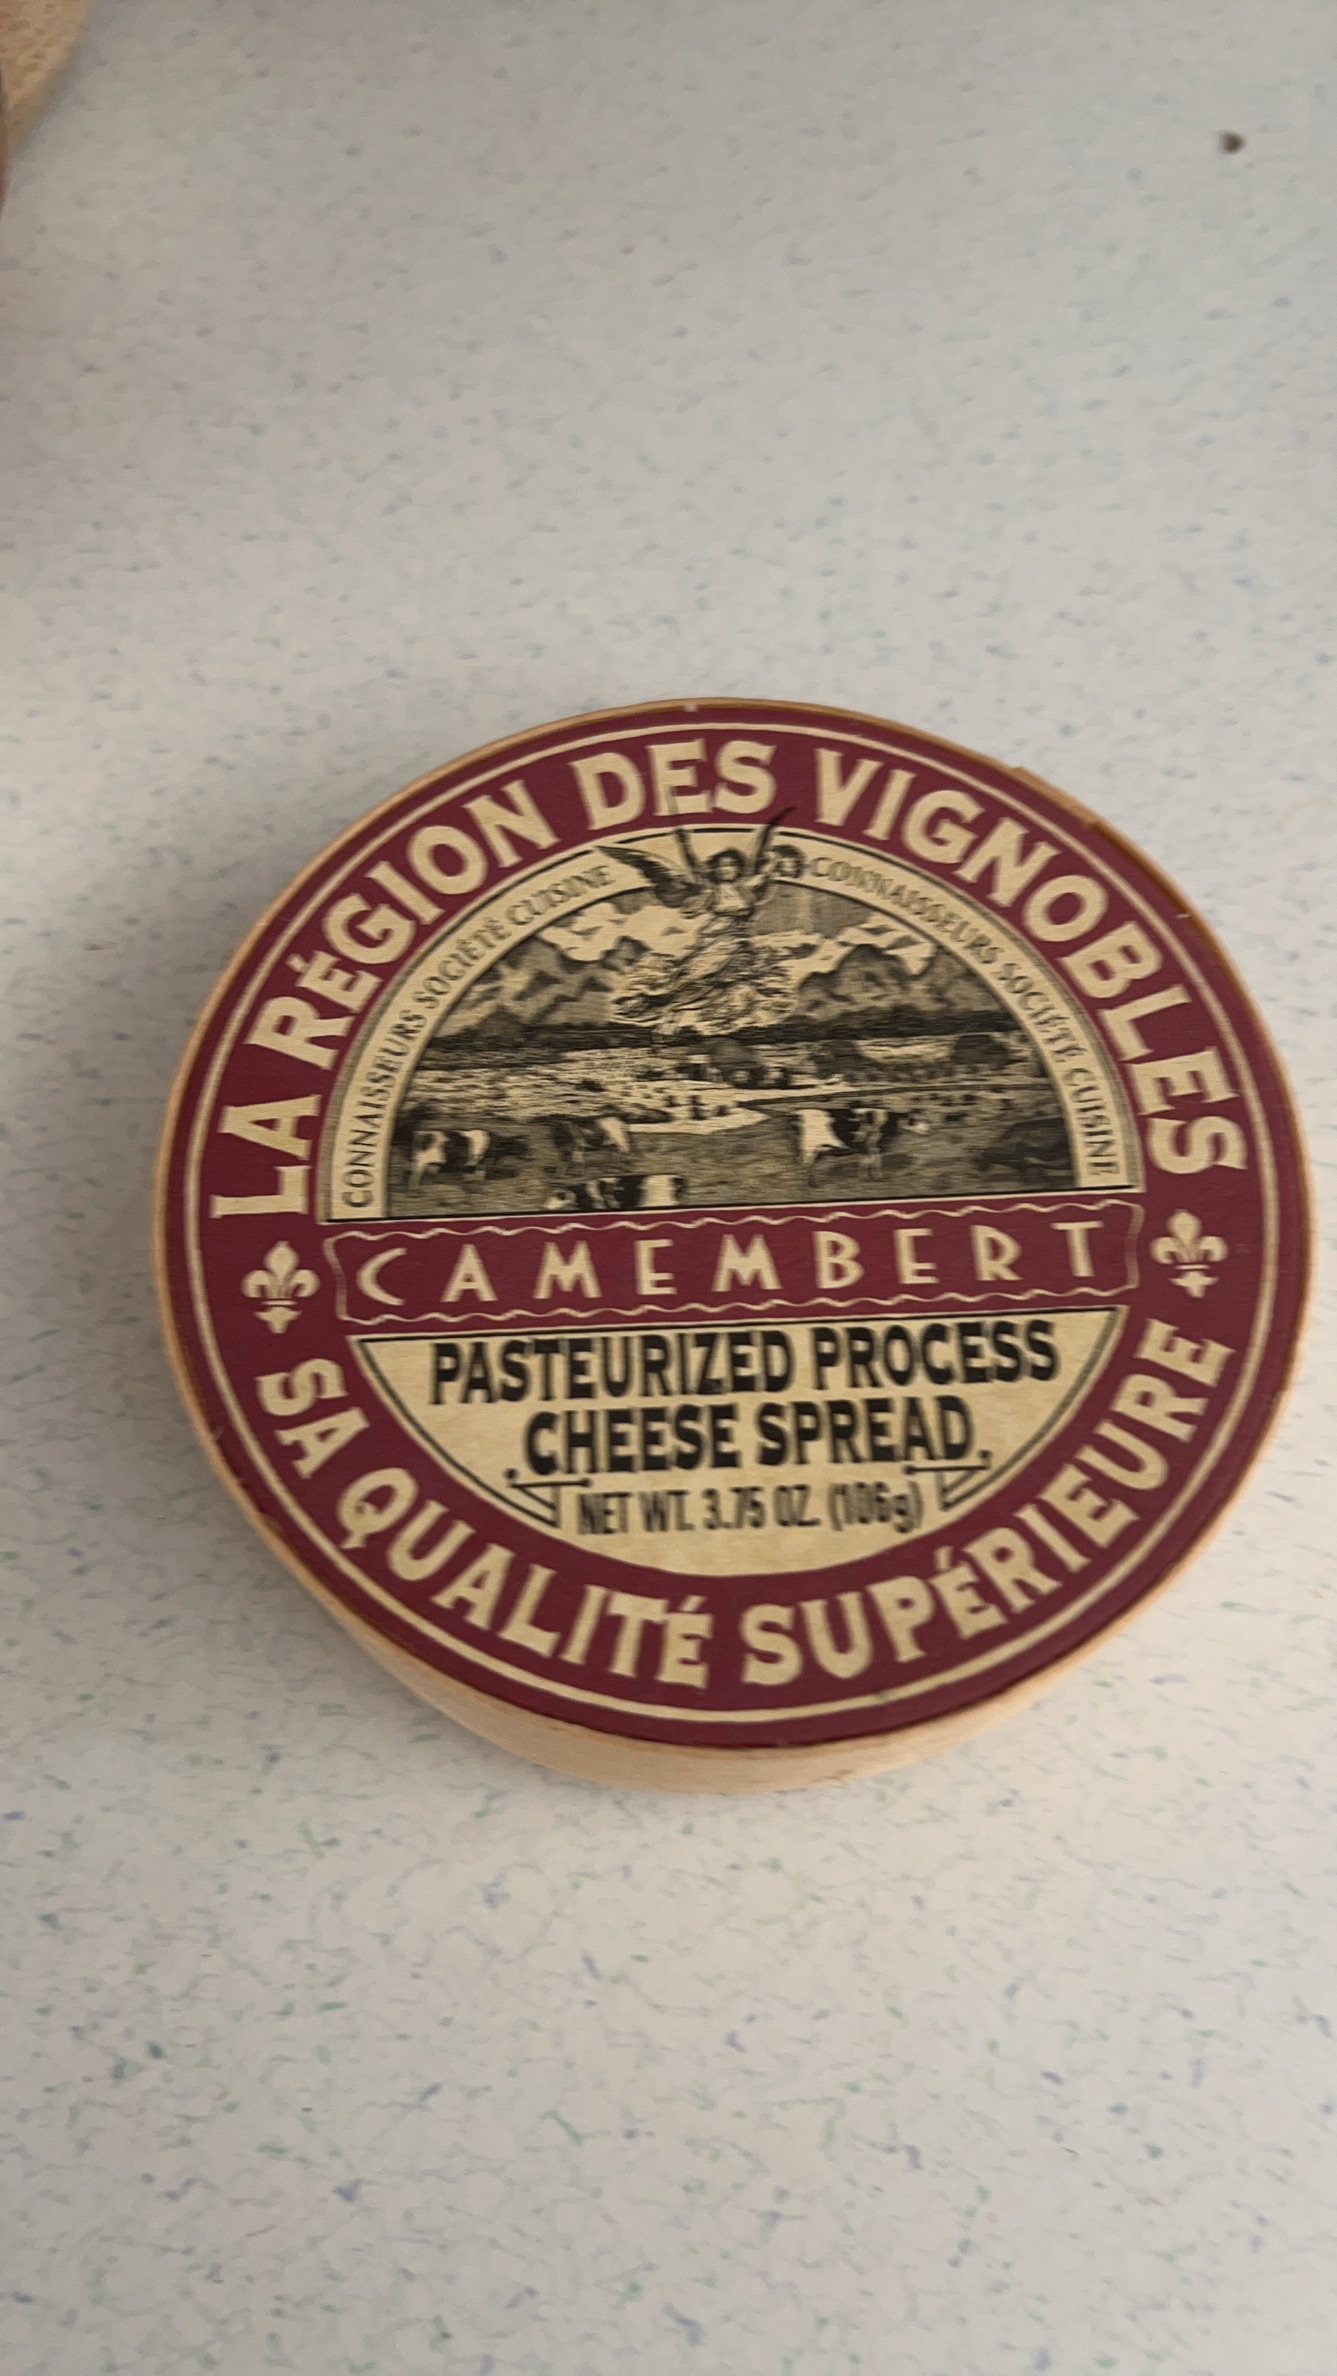 LA RÉGION DES VIGNOBLES
CONNAISSEURS SOCIÉTÉ CUISINE
CONNAISSEURS SOCIÉTÉ CUISINE
CAMEMBERT
PASTEURIZED PROCESS
CHEESE SPREAD
NET WT. 3.75 OZ. (106g)
SA QUALITÉ SUPÉRIEURE